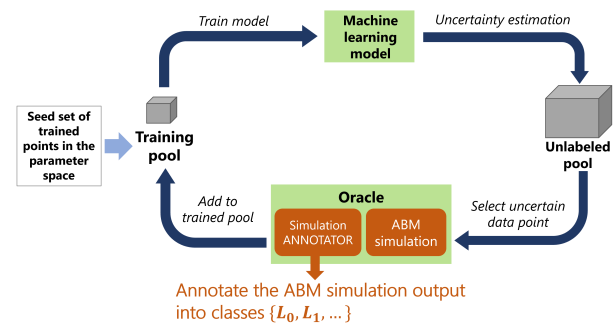 Train model
Machine
learning
model
Uncertainty estimation
Seed set of
trained
points in the
parameter
space
Training
pool
Unlabeled
pool
Add to
trained pool
Oracle
Simulation
ANNOTATOR
ABM
simulation
Select uncertain
data point
Annotate the ABM simulation output
into classes {L₀, L₁, ...}